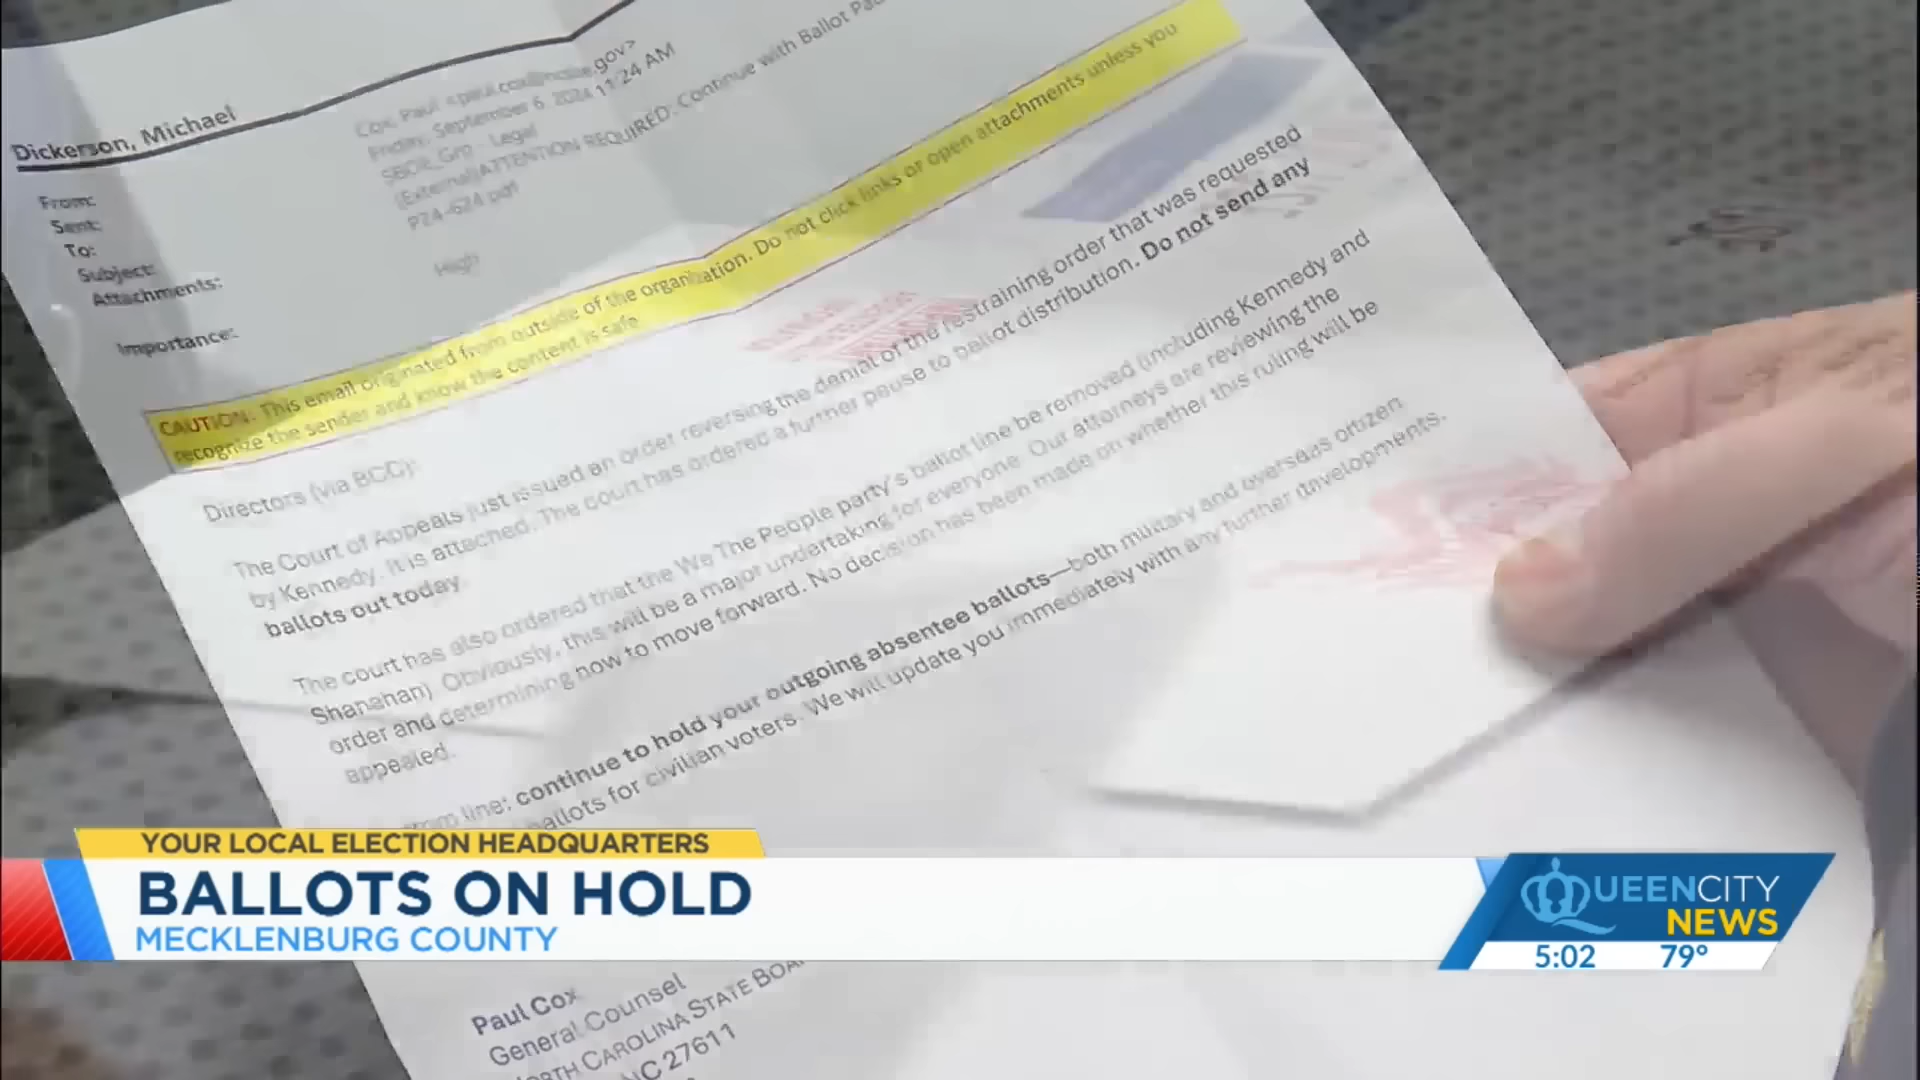 Dickerson, Michael
From: Cox, Paul <paul.cox@ncsbe.gov>
Sent: Friday, September 6, 2024 11:24 AM
To: SBOE_Grp - Legal
Subject: [External]ATTENTION REQUIRED: Continue with Ballot
Attachments: P24-624.pdf
Importance: High
CAUTION: This email originated from outside of the organization. Do not click links or open attachments unless you
recognize the sender and know the content is safe.
Directors (via BCC):
The Court of Appeals just issued an order reversing the denial of the restraining order that was requested
by Kennedy. It is attached. The court has ordered a further pause to ballot distribution. Do not send any
ballots out today.
The court has also ordered that the We The People party's ballot line be removed (including Kennedy and
Shanahan). Obviously, this will be a major undertaking for everyone. Our attorneys are reviewing the
order and determining how to move forward. No decision has been made on whether this ruling will be
appealed.
line: continue to hold your outgoing absentee ballots—both military and overseas citizen
ballots for civilian voters. We will update you immediately with any further developments.
YOUR LOCAL ELECTION HEADQUARTERS
BALLOTS ON HOLD
MECKLENBURG COUNTY
QUEENCITY
NEWS
5:02 79°
Paul Cox
General Counsel
NORTH CAROLINA STATE
NC 27611